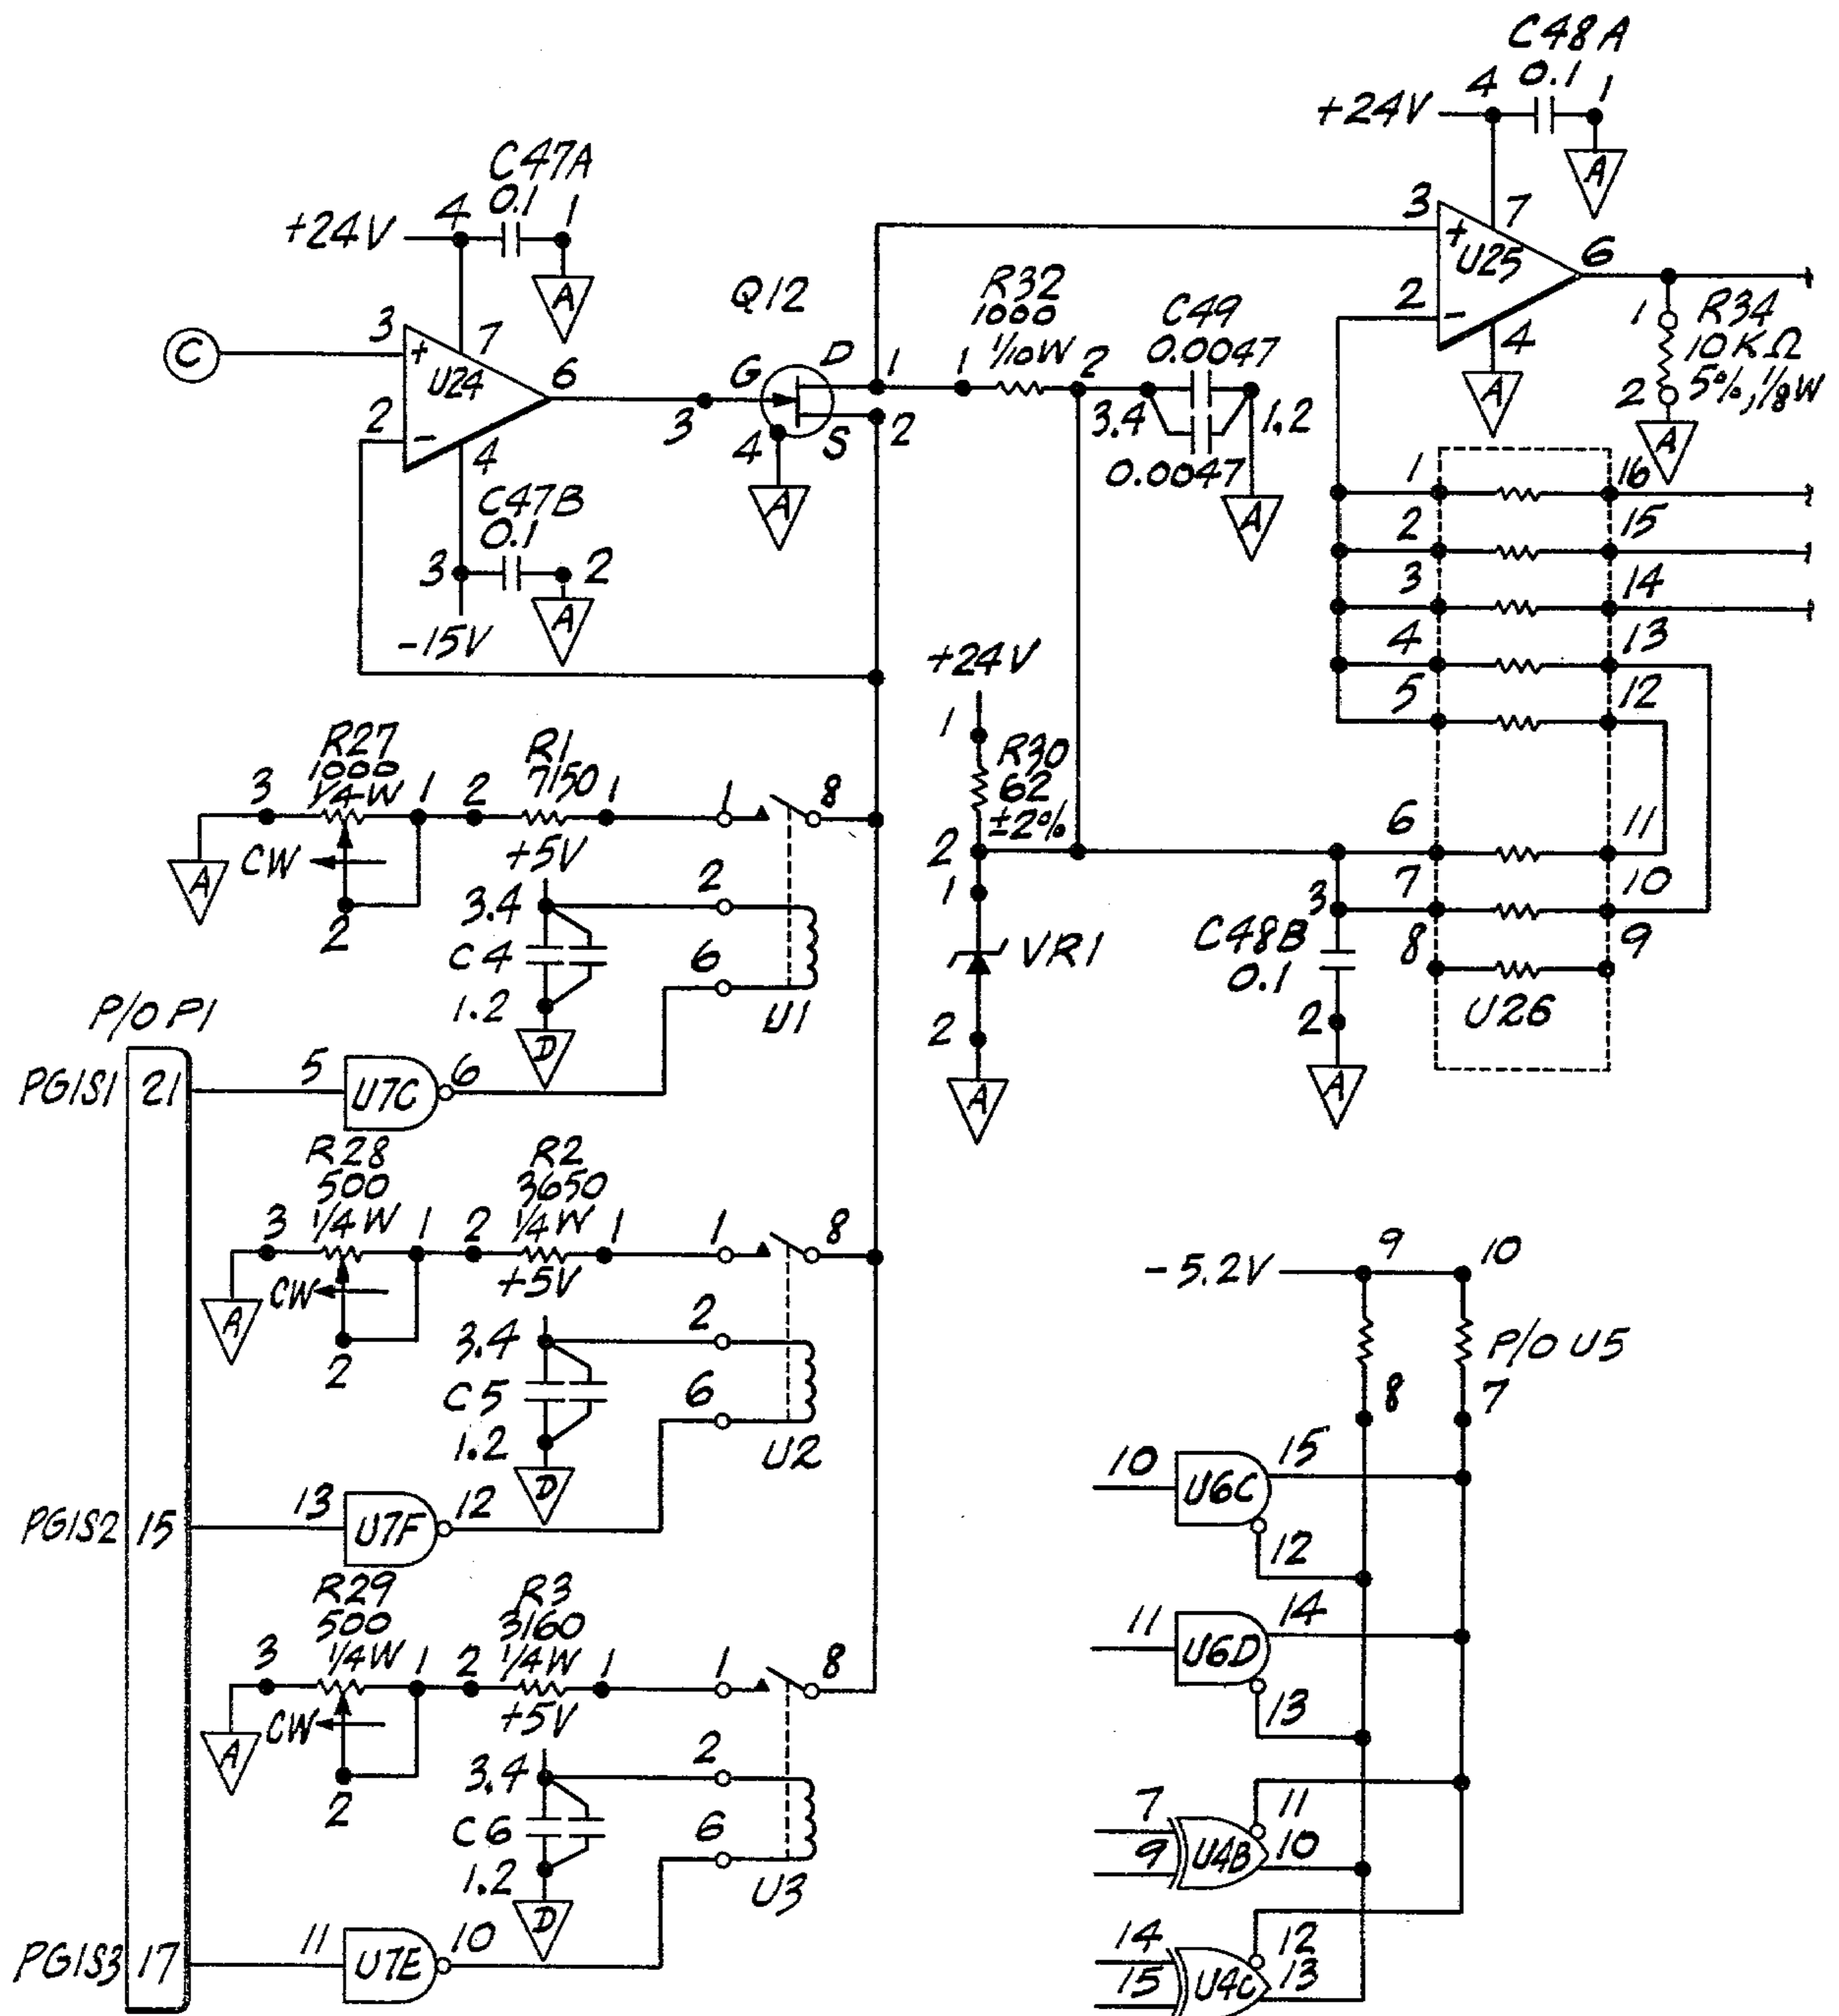 C48A
0.1
4
1
+24V
A
C47A
0.1
4
1
+24V
A
3
7
+
U25
6
2
-
4
A
1
R34
10KΩ
5%, 1/8W
2
A
Q12
R32
1000
1/10W
C49
0.0047
C
3
7
+
U24
6
2
-
4
G
D
3
4
S
1
2
A
1
2
3.4
1.2
0.0047
A
C47B
0.1
3
2
-15V
A
1
16
2
15
3
14
4
13
5
12
6
11
7
10
8
9
U26
+24V
1
R30
62
±2%
2
1
VR1
2
A
3
C48B
0.1
2
A
R27
1000
1/4W
R1
7150
3
1
2
1
1
8
A
CW
2
+5V
3.4
2
C4
6
1.2
D
U1
P/O P1
PG1S1
21
5
U7C
6
R28
500
1/4W
R2
3650
1/4W
3
1
2
1
1
8
A
CW
2
+5V
3.4
2
C5
6
1.2
D
U2
PG1S2
15
13
U7F
12
R29
500
1/4W
R3
3160
1/4W
3
1
2
1
1
8
A
CW
2
+5V
3.4
2
C6
6
1.2
D
U3
PG1S3
17
11
U7E
10
-5.2V
9
10
P/O U5
8
7
10
U6C
15
12
11
U6D
14
13
7
9
U4B
11
10
14
15
U4C
12
13